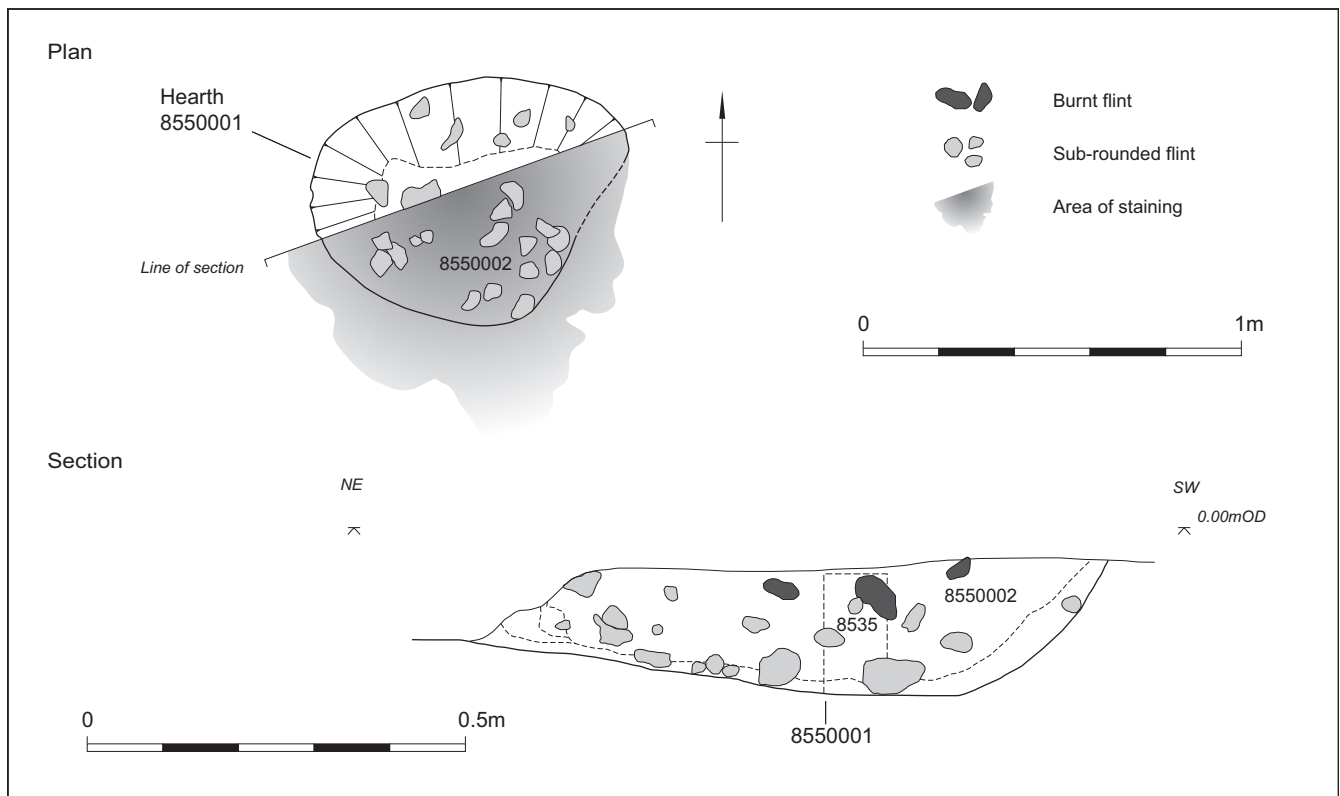 Plan
Hearth
8550001
Line of section
8550002
Burnt flint
Sub-rounded flint
Area of staining
0 1m
Section
NE
SW
0.00mOD
8550002
8535
0 0.5m
8550001